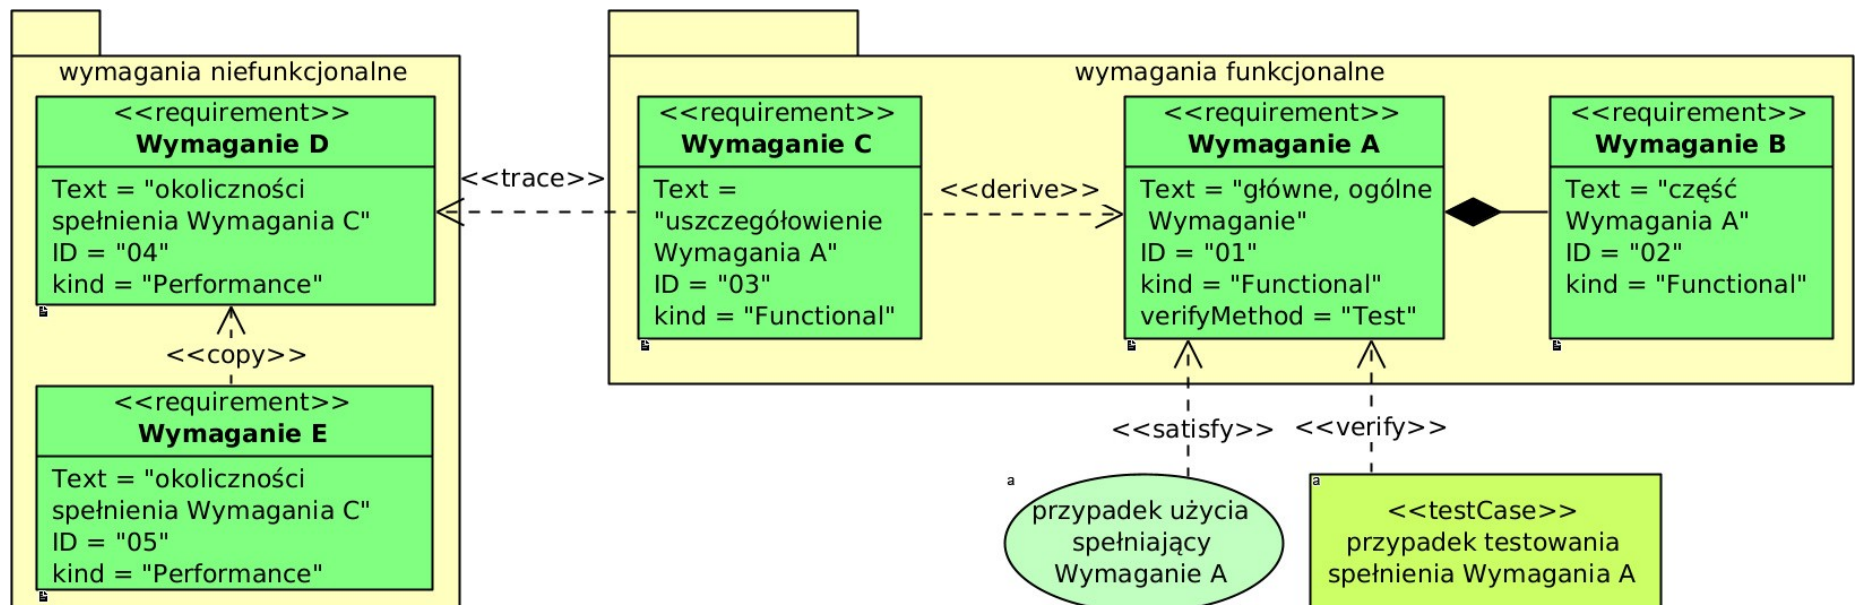 wymagania niefunkcjonalne
<<requirement>>
Wymaganie D
Text = "okoliczności
spełnienia Wymagania C"
ID = "04"
kind = "Performance"
<<copy>>
<<requirement>>
Wymaganie E
Text = "okoliczności
spełnienia Wymagania C"
ID = "05"
kind = "Performance"
<<trace>>
wymagania funkcjonalne
<<requirement>>
Wymaganie C
Text =
"uszczegółowienie
Wymagania A"
ID = "03"
kind = "Functional"
<<derive>>
<<requirement>>
Wymaganie A
Text = "główne, ogólne
Wymaganie"
ID = "01"
kind = "Functional"
verifyMethod = "Test"
<<requirement>>
Wymaganie B
Text = "część
Wymagania A"
ID = "02"
kind = "Functional"
<<satisfy>>
<<verify>>
a
przypadek użycia
spełniający
Wymaganie A
a
<<testCase>>
przypadek testowania
spełnienia Wymagania A